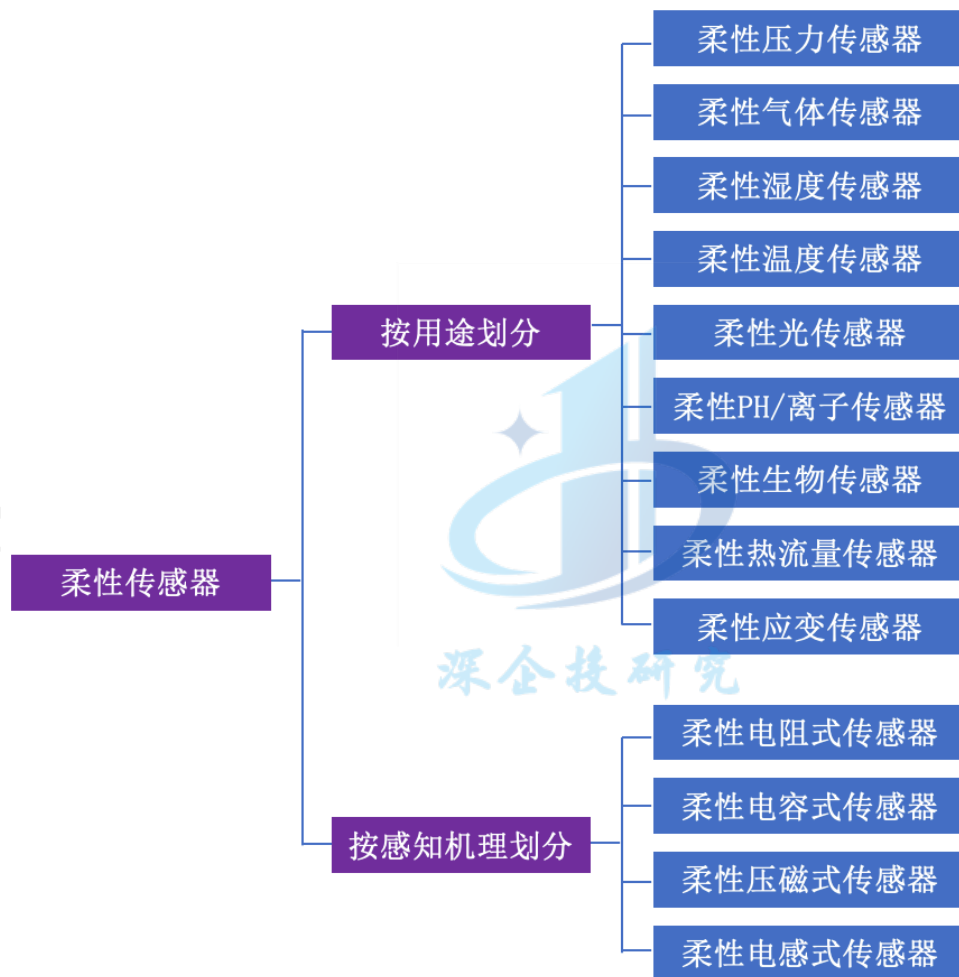 柔性传感器
按用途划分
柔性压力传感器
柔性气体传感器
柔性湿度传感器
柔性温度传感器
柔性光传感器
柔性PH/离子传感器
柔性生物传感器
柔性热流量传感器
柔性应变传感器
按感知机理划分
柔性电阻式传感器
柔性电容式传感器
柔性压磁式传感器
柔性电感式传感器
深企投研究